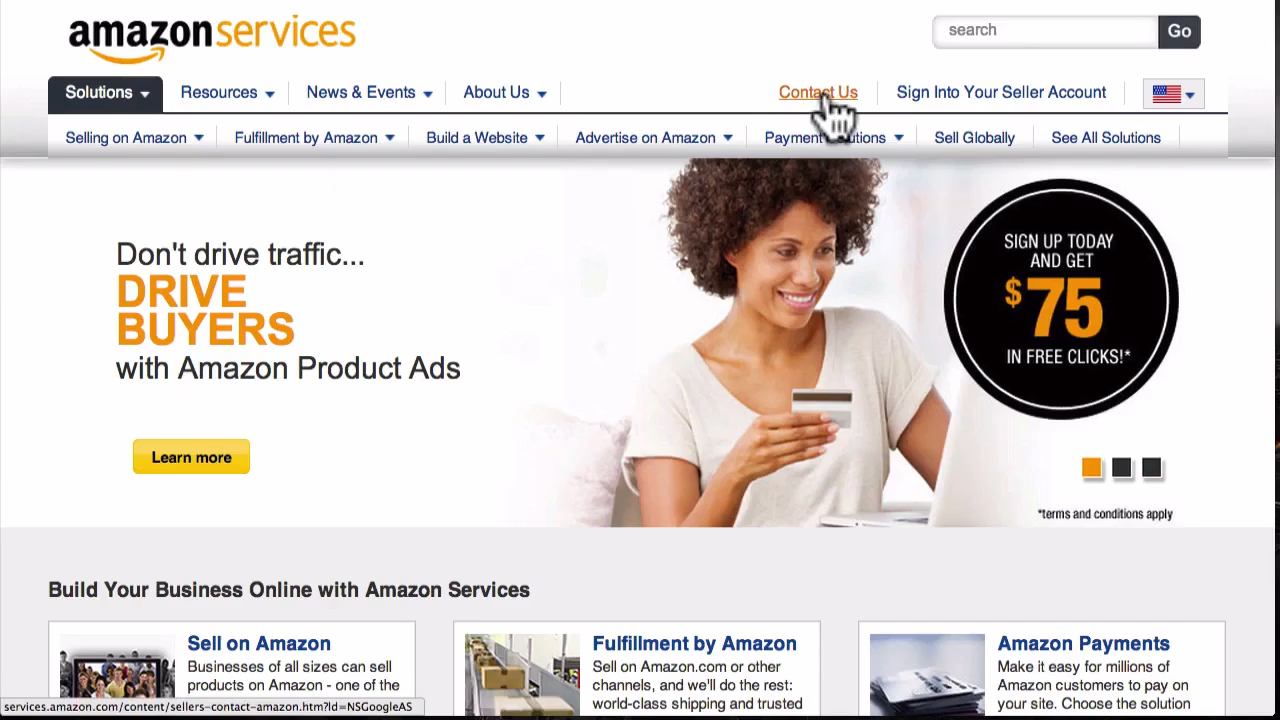 amazonservices
search
Go
Solutions
Resources
News & Events
About Us
Contact Us
Sign Into Your Seller Account
Selling on Amazon
Fulfillment by Amazon
Build a Website
Advertise on Amazon
Payment
Sell Globally
See All Solutions
Don't drive traffic...
DRIVE
BUYERS
with Amazon Product Ads
Learn more
SIGN UP TODAY
AND GET
$75
IN FREE CLICKS!*
*terms and conditions apply
Build Your Business Online with Amazon Services
Sell on Amazon
Businesses of all sizes can sell
products on Amazon - one of the
Fulfillment by Amazon
Sell on Amazon.com or other
channels, and we'll do the rest:
world-class shipping and trusted
Amazon Payments
Make it easy for millions of
Amazon customers to pay on
your site. Choose the solution
services.amazon.com/content/sellers-contact-amazon.htm?ld=NSGoogleAS